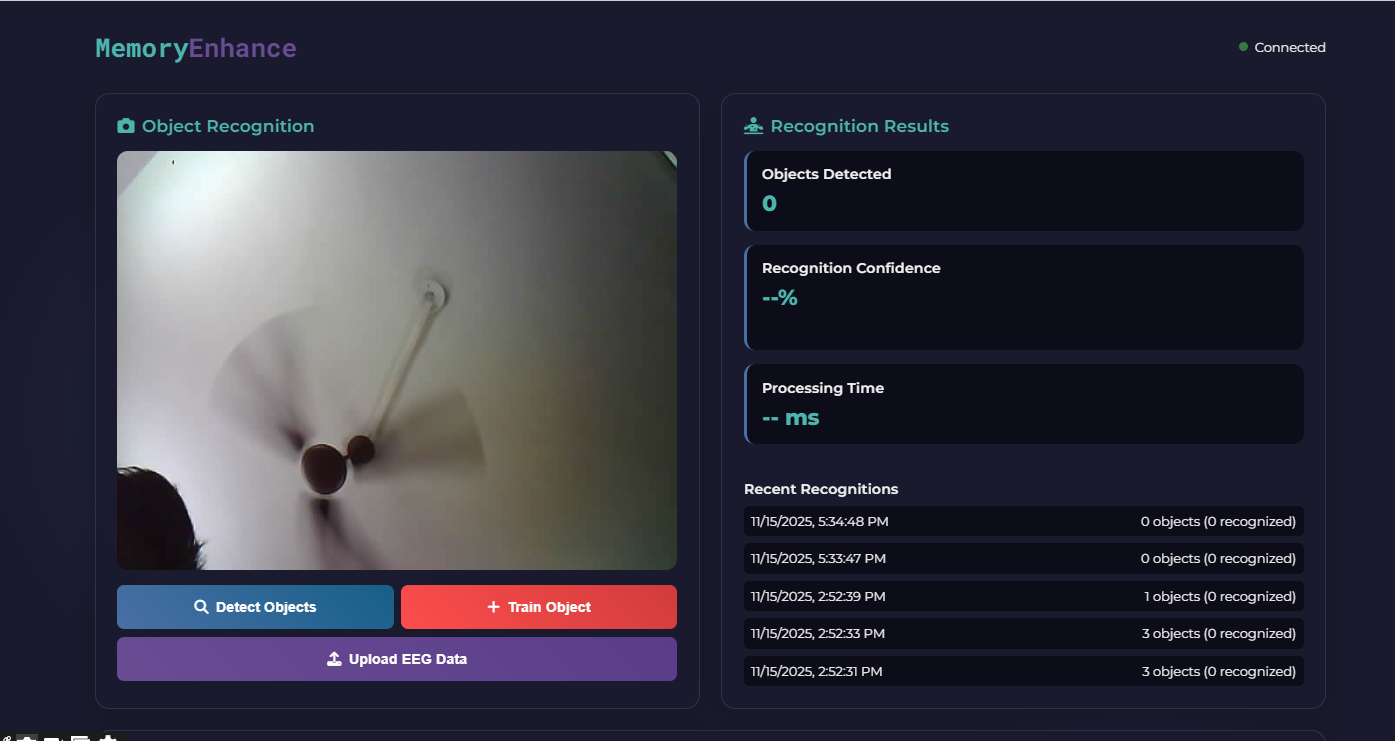 MemoryEnhance
Connected
Object Recognition
Detect Objects
Train Object
Upload EEG Data
Recognition Results
Objects Detected
0
Recognition Confidence
--%
Processing Time
-- ms
Recent Recognitions
11/15/2025, 5:34:48 PM 0 objects (0 recognized)
11/15/2025, 5:33:47 PM 0 objects (0 recognized)
11/15/2025, 2:52:39 PM 1 objects (0 recognized)
11/15/2025, 2:52:33 PM 3 objects (0 recognized)
11/15/2025, 2:52:31 PM 3 objects (0 recognized)